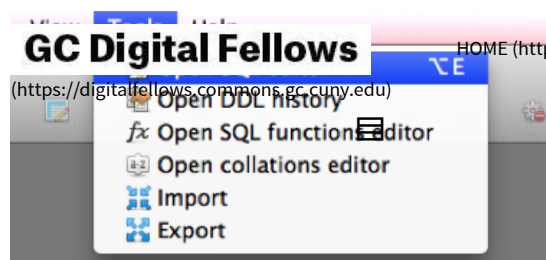 View Tools Help
GC Digital Fellows
HOME (http
⌥E
(https://digitalfellows.commons.gc.cuny.edu)
Open DDL history
fx Open SQL functions editor
a-z Open collations editor
Import
Export